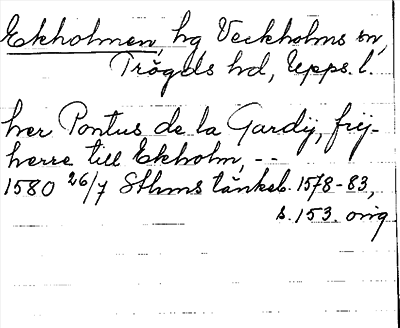 Ekholmen, hg Veckholms sn,
Trögds hd, Upps. l.
her Pontus de la Gardij, frij-
herre till Ekholm, --
1580 26/7 Sthms tänkeb. 1578-83,
s. 153. orig.